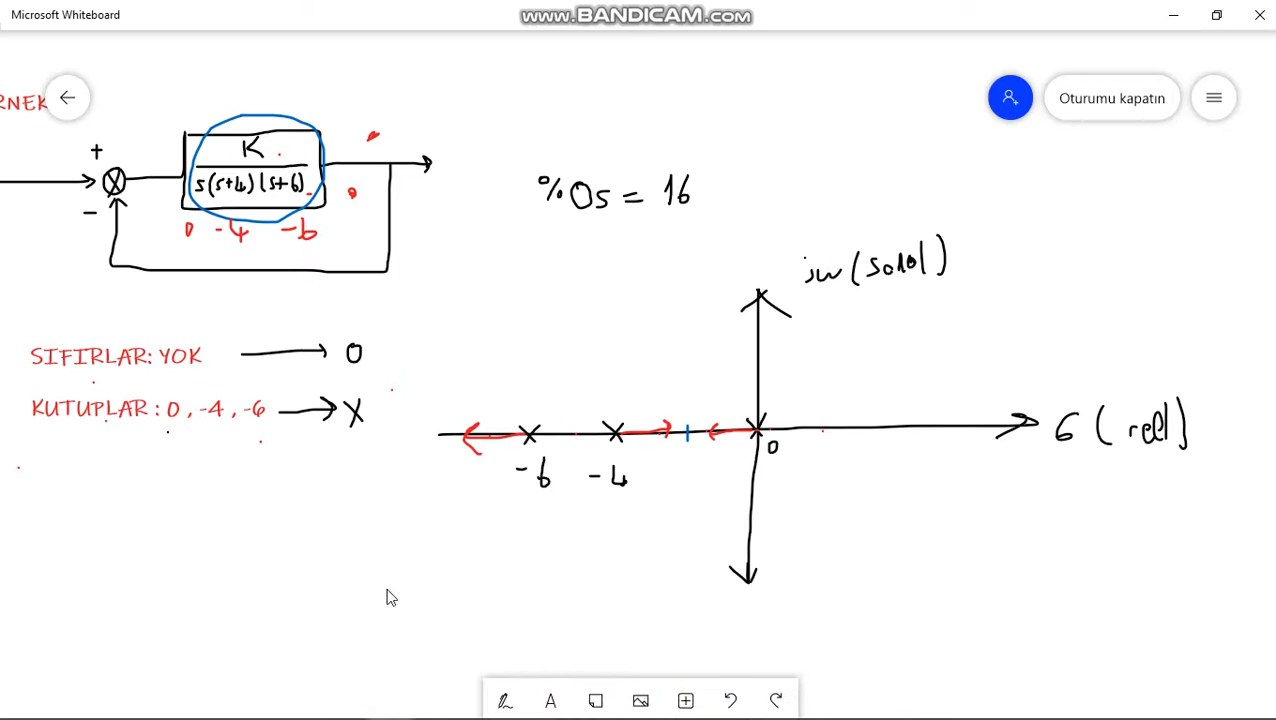 Microsoft Whiteboard
www.BANDICAM.com
RNEK
Oturumu kapatın
+
K
s(s+4)(s+6)
−
0 -4 -6
%Os = 16
jw (sanal)
SIFIRLAR: YOK → O
KUTUPLAR : 0, -4, -6 → X
σ (reel)
-6 -4 0
A